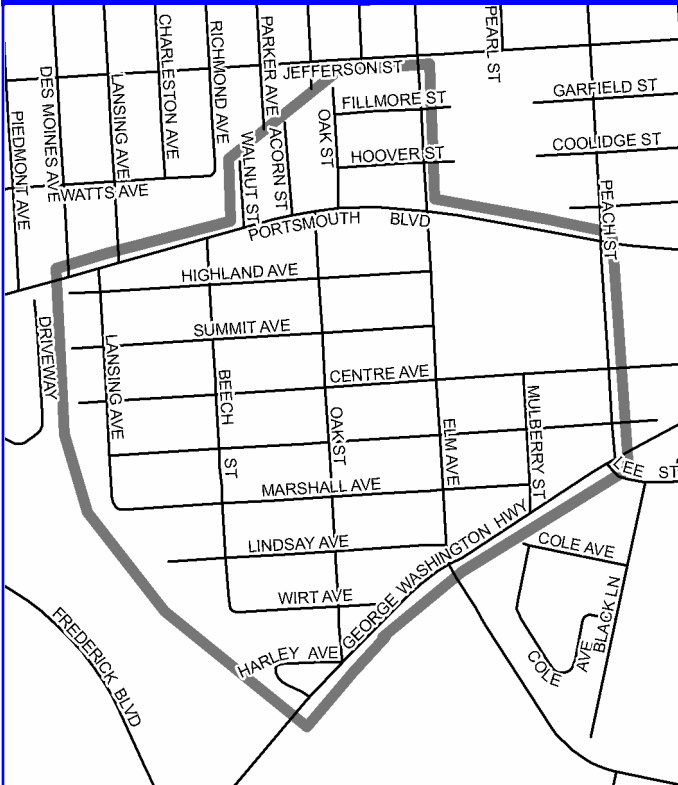 PEARL ST
CHARLESTON AVE
RICHMOND AVE
PARKER AVE
DES MOINES AVE
LANSING AVE
JEFFERSON ST
GARFIELD ST
FILLMORE ST
PIEDMONT AVE
OAK ST
ACORN ST
WALNUT ST
COOLIDGE ST
HOOVER ST
WATTS AVE
PEACH ST
PORTSMOUTH BLVD
HIGHLAND AVE
DRIVEWAY
SUMMIT AVE
LANSING AVE
BEECH ST
CENTRE AVE
OAK ST
ELM AVE
MULBERRY ST
LEE ST
MARSHALL AVE
GEORGE WASHINGTON HWY
LINDSAY AVE
COLE AVE
WIRT AVE
BLACK LN
FREDERICK BLVD
HARLEY AVE
COLE AVE